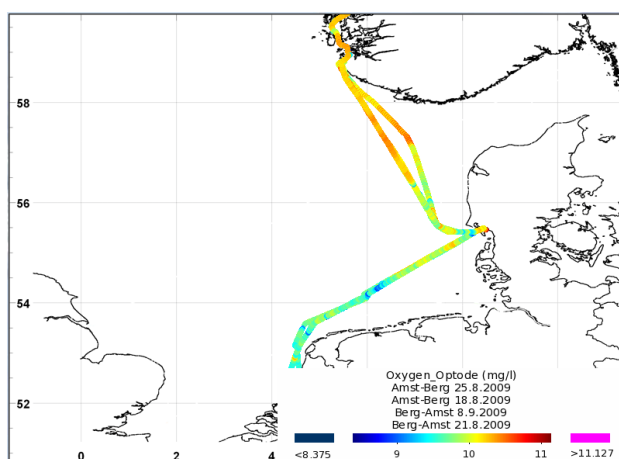 58
56
54
52
0
2
4
Oxygen_Optode (mg/l)
Amst-Berg 25.8.2009
Amst-Berg 18.8.2009
Berg-Amst 8.9.2009
Berg-Amst 21.8.2009
<8.375 9 10 11 >11.127